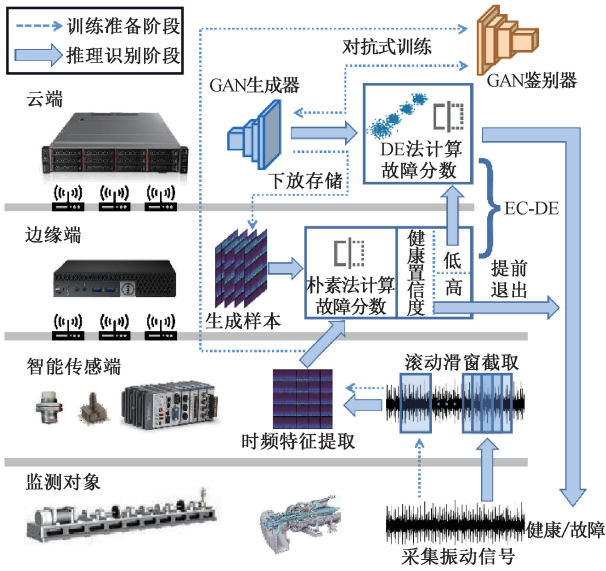 训练准备阶段
推理识别阶段
对抗式训练
GAN生成器
GAN鉴别器
云端
DE法计算
故障分数
下放存储
EC-DE
边缘端
健康置信度
低
高
朴素法计算
故障分数
提前
退出
生成样本
智能传感端
滚动滑窗截取
时频特征提取
监测对象
健康/故障
采集振动信号